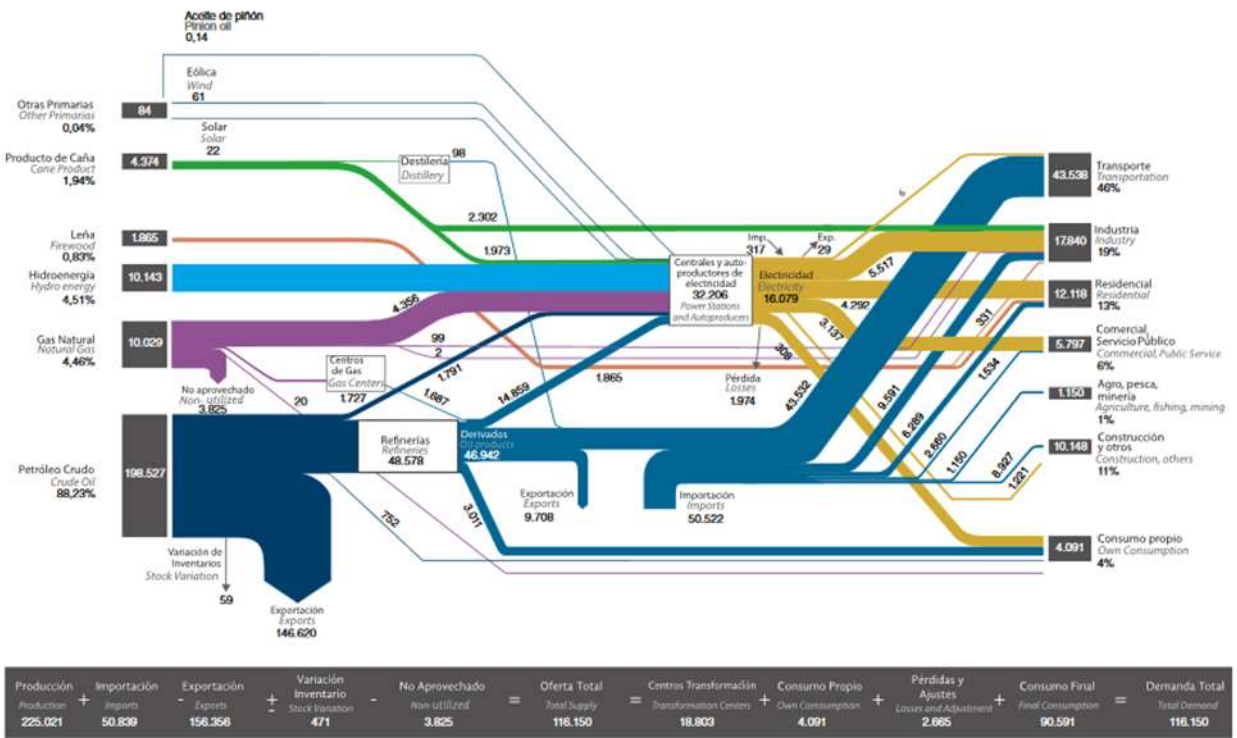 Aceite de piñón
Pinion oil
0,14
Eólica
Wind
61
Otras Primarias
Other Primarias
0,04%
84
Solar
Solar
22
Producto de Caña
Cane Product
1,94%
4.374
Destilería
Distillery
98
Leña
Firewood
0,83%
1.865
2.302
1.973
Hidroenergía
Hydro energy
4,51%
10.143
Gas Natural
Natural Gas
4,46%
10.029
4.356
99
2
No aprovechado
Non- utilized
3.825
20
Centros
de Gas
Gas Centers
1.727
1.687
1.791
14.859
1.865
Petróleo Crudo
Crude Oil
88,23%
198.527
Refinerías
Refineries
48.578
Derivados
Oil products
46.942
Variación de
Inventarios
Stock Variation
59
Exportación
Exports
146.620
752
3.011
Exportación
Exports
9.708
Importación
Imports
50.522
Centrales y auto-
productores de
electricidad
32.206
Power Stations
and Autoproducers
Imp.
317
Exp.
29
Electricidad
Electricity
16.079
Pérdida
Losses
1.974
6
5.517
4.292
3.137
308
331
43.532
9.591
6.289
1.534
2.660
1.150
8.927
1.221
43.538
Transporte
Transportation
46%
17.840
Industria
Industry
19%
12.118
Residencial
Residential
13%
5.797
Comercial,
Servicio Público
Commercial, Public Service
6%
1.150
Agro, pesca,
minería
Agriculture, fishing, mining
1%
10.148
Construcción
y otros
Construction, others
11%
4.091
Consumo propio
Own Consumption
4%
Producción
Production
225.021
+
Importación
Imports
50.839
-
Exportación
Exports
156.356
±
Variación
Inventario
Stock Variation
471
-
No Aprovechado
Non-utilized
3.825
=
Oferta Total
Total Supply
116.150
=
Centros Transformación
Transformation Centers
18.803
+
Consumo Propio
Own Comsumption
4.091
+
Pérdidas y
Ajustes
Losses and Adjustment
2.665
+
Consumo Final
Final Consumption
90.591
=
Demanda Total
Total Demand
116.150